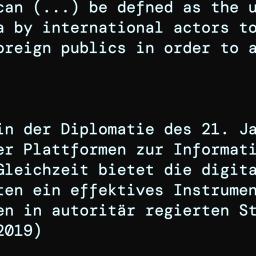 can (...) be defned as the u
a by international actors to
oreign publics in order to a
in der Diplomatie des 21. Ja
er Plattformen zur Informati
Gleichzeit bietet die digita
ten ein effektives Instrumen
en in autoritär regierten St
2019)